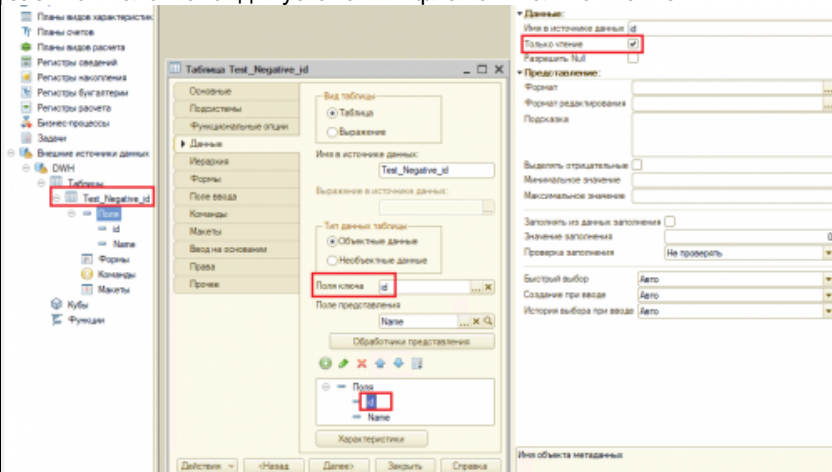 Планы видов характеристик
Планы счетов
Планы видов расчета
Регистры сведений
Регистры накопления
Регистры бухгалтерии
Регистры расчета
Бизнес-процессы
Задачи
Внешние источники данных
DWH
Таблицы
Test_Negative_id
Поля
id
Name
Формы
Команды
Макеты
Кубы
Функции
Таблица Test_Negative_id
Основные
Подсистемы
Функциональные опции
Данные
Иерархия
Формы
Поле ввода
Команды
Макеты
Ввод на основании
Права
Прочее
Вид таблицы
Таблица
Выражение
Имя в источнике данных:
Test_Negative_id
Выражение в источнике данных:
Тип данных таблицы
Объектные данные
Необъектные данные
Поля ключа
id
...
Поле представления
Name
...
Обработчики представления
Поля
id
Name
Характеристики
Действия
<Назад
Далее>
Закрыть
Справка
Данные:
Имя в источнике данных
id
Только чтение
Разрешить Null
Представление:
Формат
...
Формат редактирования
...
Подсказка
Выделять отрицательные
Минимальное значение
Максимальное значение
Заполнять из данных заполнения
Значение заполнения
0
Проверка заполнения
Не проверять
Быстрый выбор
Авто
Создание при вводе
Авто
История выбора при вводе
Авто
Имя объекта метаданных